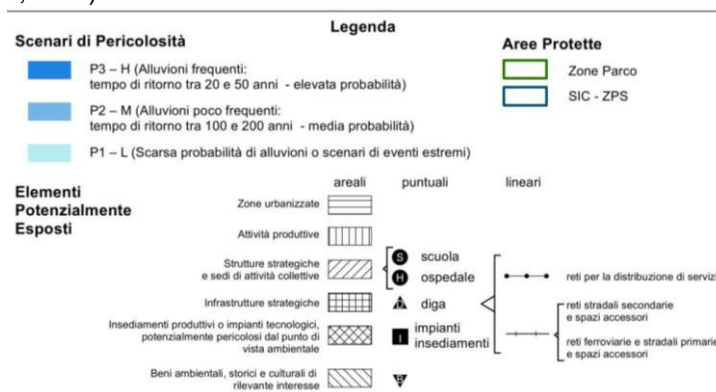 Legenda
Scenari di Pericolosità
P3 – H (Alluvioni frequenti:
tempo di ritorno tra 20 e 50 anni - elevata probabilità)
P2 – M (Alluvioni poco frequenti:
tempo di ritorno tra 100 e 200 anni - media probabilità)
P1 – L (Scarsa probabilità di alluvioni o scenari di eventi estremi)
Aree Protette
Zone Parco
SIC - ZPS
Elementi
Potenzialmente
Esposti
areali
puntuali
lineari
Zone urbanizzate
Attività produttive
Strutture strategiche
e sedi di attività collettive
Infrastrutture strategiche
Insediamenti produttivi o impianti tecnologici,
potenzialmente pericolosi dal punto di
vista ambientale
Beni ambientali, storici e culturali di
rilevante interesse
S scuola
H ospedale
D diga
I impianti
insediamenti
B
reti per la distribuzione di servizi
reti stradali secondarie
e spazi accessori
reti ferroviarie e stradali primarie
e spazi accessori